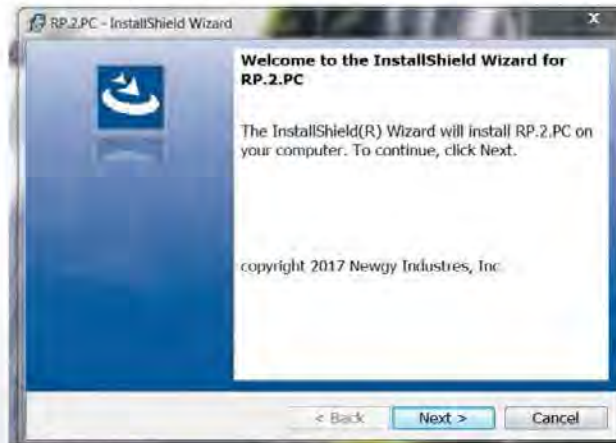 RP.2.PC - InstallShield Wizard
Welcome to the InstallShield Wizard for
RP.2.PC
The InstallShield(R) Wizard will install RP.2.PC on
your computer. To continue, click Next.
copyright 2017 Newgy Industres, Inc
< Back
Next >
Cancel